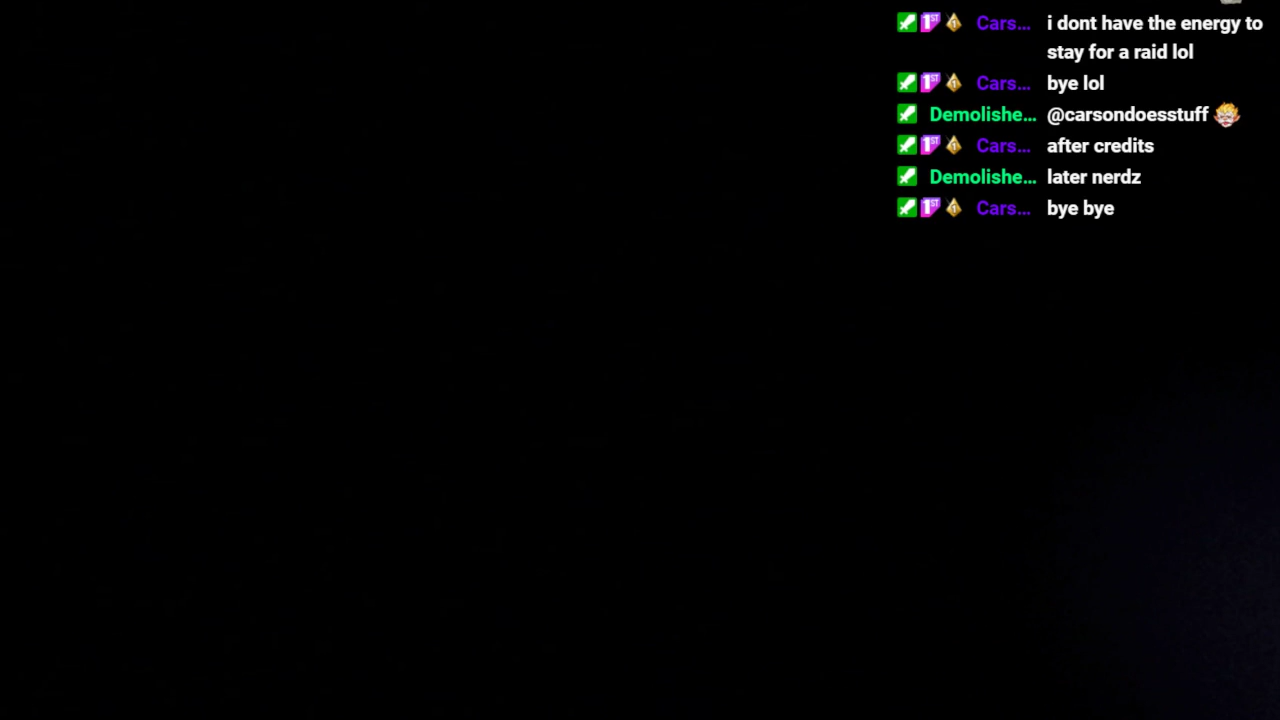 Cars... i dont have the energy to
stay for a raid lol
Cars... bye lol
Demolishe... @carsondoesstuff
Cars... after credits
Demolishe... later nerdz
Cars... bye bye